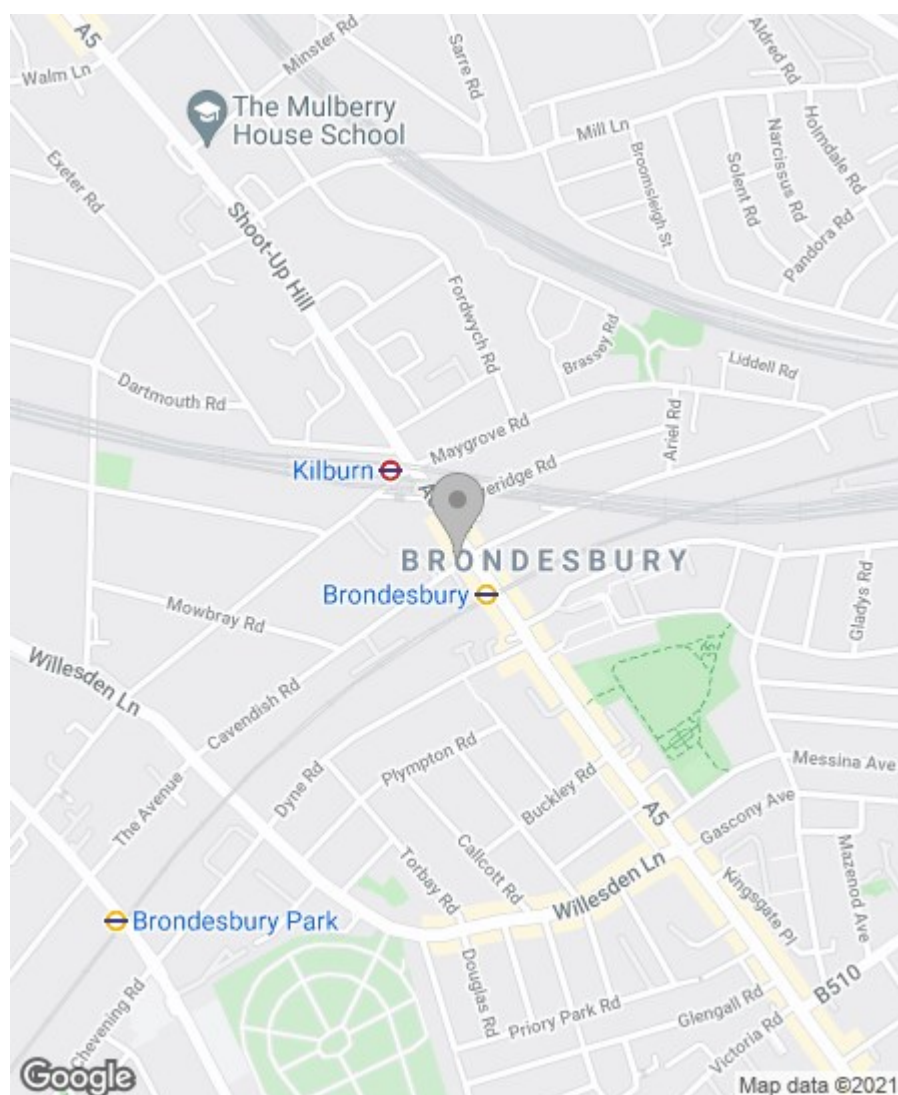 A5
Walm Ln
Minster Rd
Sarre Rd
Aldred Rd
The Mulberry
House School
Mill Ln
Holmdale Rd
Narcissus Rd
Solent Rd
Broomsleigh St
Pandora Rd
Exeter Rd
Shoot-Up Hill
Fordwych Rd
Brassey Rd
Liddell Rd
Dartmouth Rd
Ariel Rd
Maygrove Rd
Kilburn
eridge Rd
BRONDESBURY
Brondesbury
Mowbray Rd
Gladys Rd
Willesden Ln
Cavendish Rd
Plympton Rd
Messina Ave
Dyne Rd
Buckley Rd
The Avenue
A5
Gascony Ave
Callcott Rd
Torbay Rd
Mazenod Ave
Willesden Ln
Kingsgate Pl
Brondesbury Park
Douglas Rd
B510
Chevening Rd
Priory Park Rd
Glengall Rd
Victoria Rd
Google
Map data ©2021